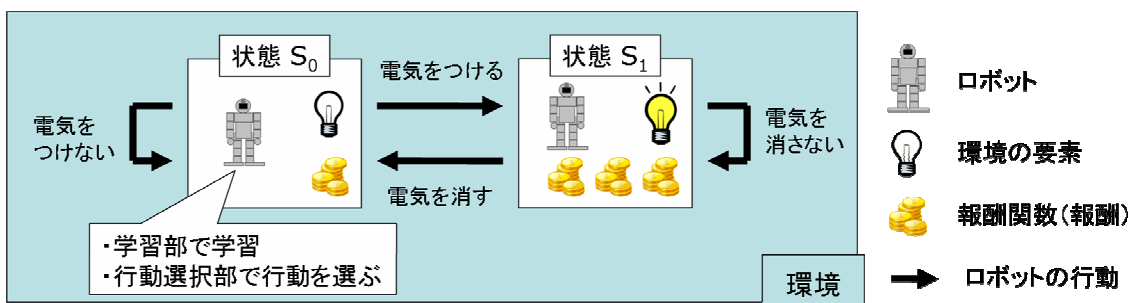 状態 S0
状態 S1
電気をつける
電気を
つけない
電気を
消さない
電気を消す
・学習部で学習
・行動選択部で行動を選ぶ
環境
ロボット
環境の要素
報酬関数(報酬)
ロボットの行動